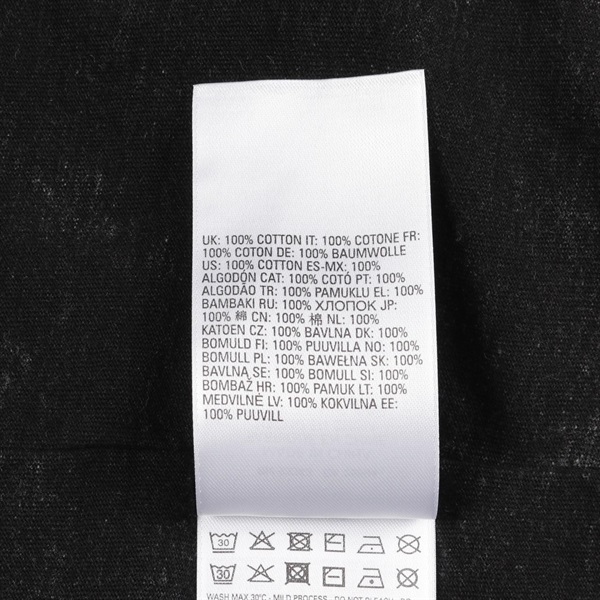 UK: 100% COTTON IT: 100% COTONE FR:
100% COTON DE: 100% BAUMWOLLE
US: 100% COTTON ES-MX: 100%
ALGODÓN CAT: 100% COTÓ PT: 100%
ALGODÃO TR: 100% PAMUKLU EL: 100%
BAMBAKI RU: 100% ХЛОПОК JP:
100% 綿 CN: 100% 棉 NL: 100%
KATOEN CZ: 100% BAVLNA DK: 100%
BOMULD FI: 100% PUUVILLA NO: 100%
BOMULL PL: 100% BAWEŁNA SK: 100%
BAVLNA SE: 100% BOMULL SI: 100%
BOMBAŽ HR: 100% PAMUK LT: 100%
MEDVILNĖ LV: 100% KOKVILNA EE:
100% PUUVILL
30
30
WASH MAX 30°C - MILD PROCESS - DO NOT BLEACH - DO